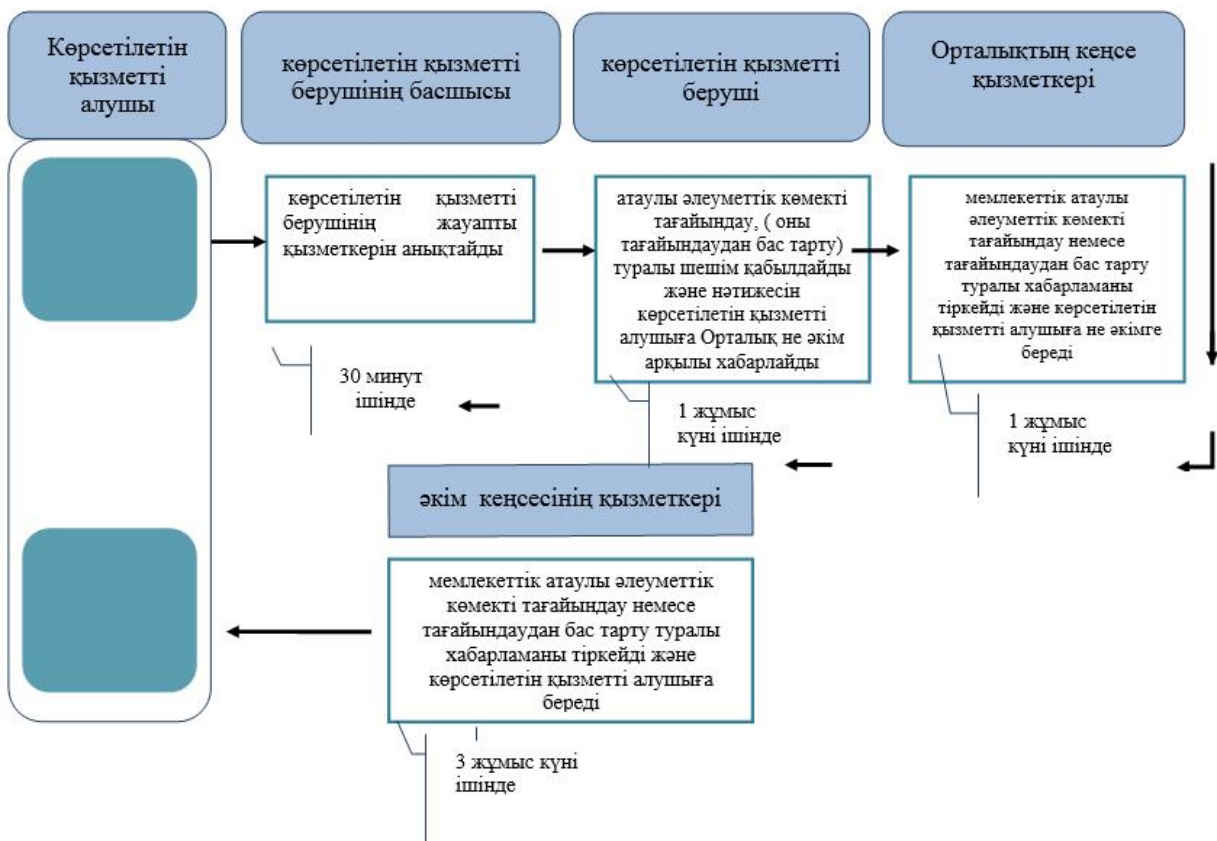 Көрсетілетін
қызметті
алушы
көрсетілетін қызметті
берушінің басшысы
көрсетілетін қызметті
беруші
Орталықтың кеңсе
қызметкері
көрсетілетін қызметті
берушінің жауапты
қызметкерін анықтайды
атаулы әлеуметтік көмекті
тағайындау, ( оны
тағайындаудан бас тарту)
туралы шешім қабылдайды
және нәтижесін
көрсетілетін қызметті
алушыға Орталық не әкім
арқылы хабарлайды
мемлекеттік атаулы
әлеуметтік көмекті
тағайындау немесе
тағайындаудан бас тарту
туралы хабарламаны
тіркейді және көрсетілетін
қызметті алушыға не әкімге
береді
30 минут
ішінде
1 жұмыс
күні ішінде
1 жұмыс
күні ішінде
әкім кеңсесінің қызметкері
мемлекеттік атаулы әлеуметтік
көмекті тағайындау немесе
тағайындаудан бас тарту туралы
хабарламаны тіркейді және
көрсетілетін қызметті алушыға
береді
3 жұмыс күні
ішінде